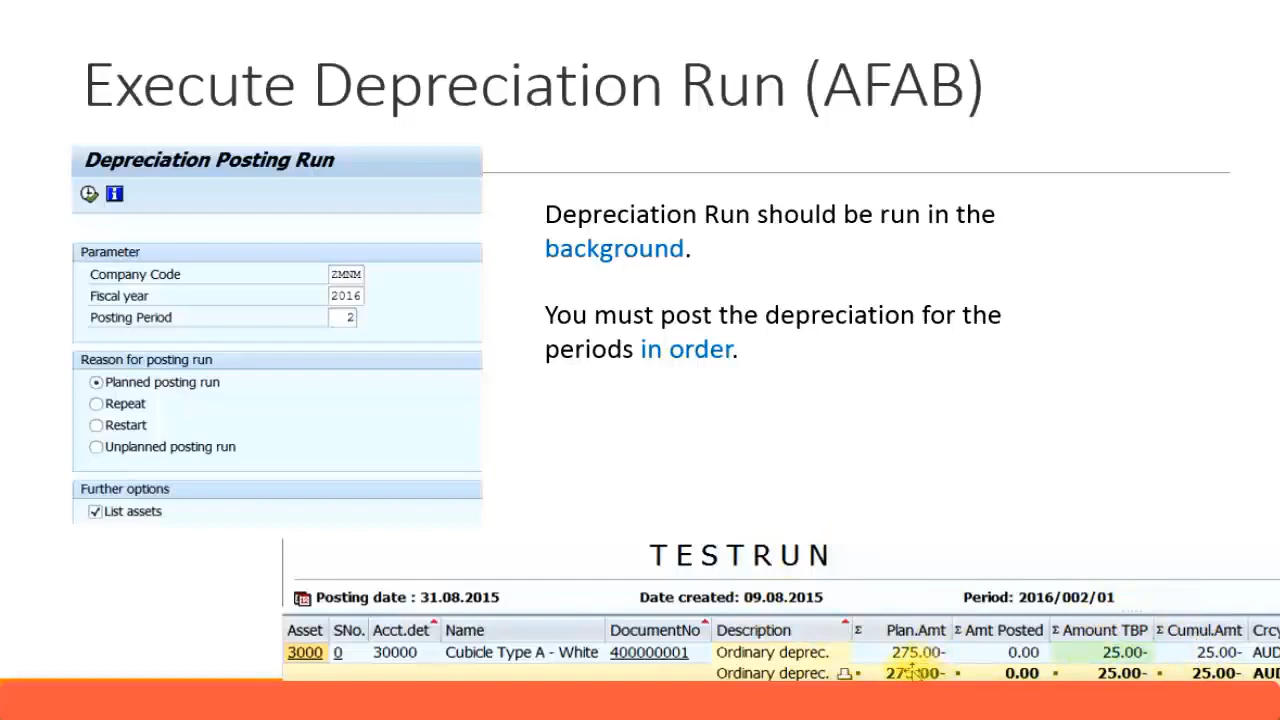 Execute Depreciation Run (AFAB)
Depreciation Posting Run
Parameter
Company Code ZMNM
Fiscal year 2016
Posting Period 2
Reason for posting run
Planned posting run
Repeat
Restart
Unplanned posting run
Further options
List assets
Depreciation Run should be run in the
background.
You must post the depreciation for the
periods in order.
TESTRUN
Posting date : 31.08.2015 Date created: 09.08.2015 Period: 2016/002/01
Asset SNo. Acct.det Name DocumentNo Description Σ Plan.Amt Σ Amt Posted Σ Amount TBP Σ Cumul.Amt Crcy
3000 0 30000 Cubicle Type A - White 400000001 Ordinary deprec. 275.00- 0.00 25.00- 25.00- AUD
Ordinary deprec. 275.00- 0.00 25.00- 25.00- AUD